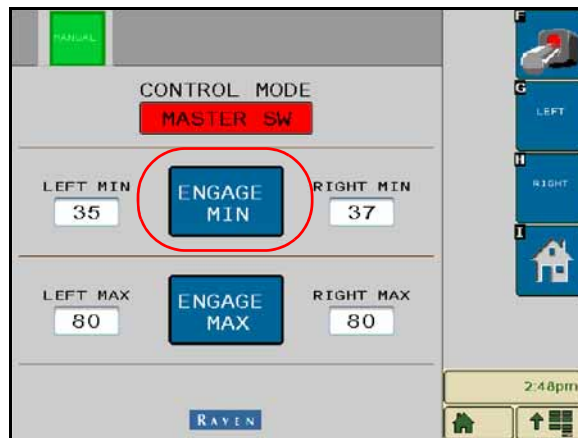 MANUAL
CONTROL MODE
MASTER SW
LEFT MIN
35
ENGAGE
MIN
RIGHT MIN
37
LEFT MAX
80
ENGAGE
MAX
RIGHT MAX
80
RAVEN
F
G
LEFT
H
RIGHT
I
2:48pm